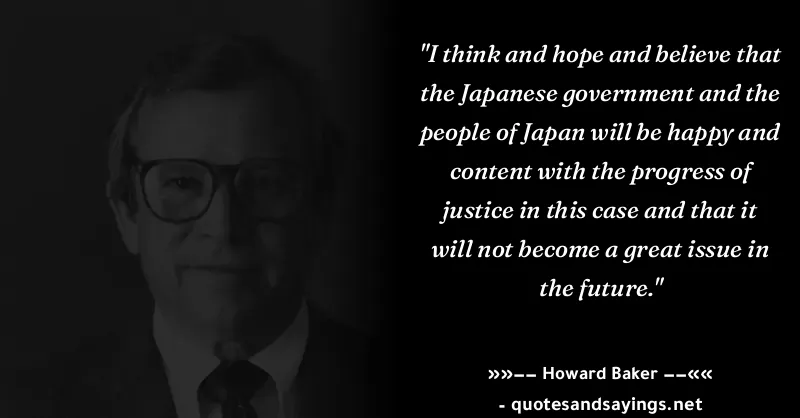 "I think and hope and believe that
the Japanese government and the
people of Japan will be happy and
content with the progress of
justice in this case and that it
will not become a great issue in
the future."
»»−− Howard Baker −−««
- quotesandsayings.net